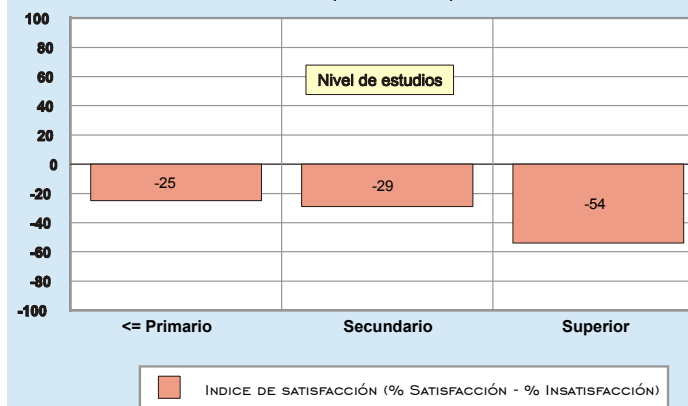 100
80
60
40
20
0
-20
-40
-60
-80
-100
Nivel de estudios
-25
-29
-54
<= Primario
Secundario
Superior
INDICE DE SATISFACCIÓN (% SATISFACCIÓN - % INSATISFACCIÓN)